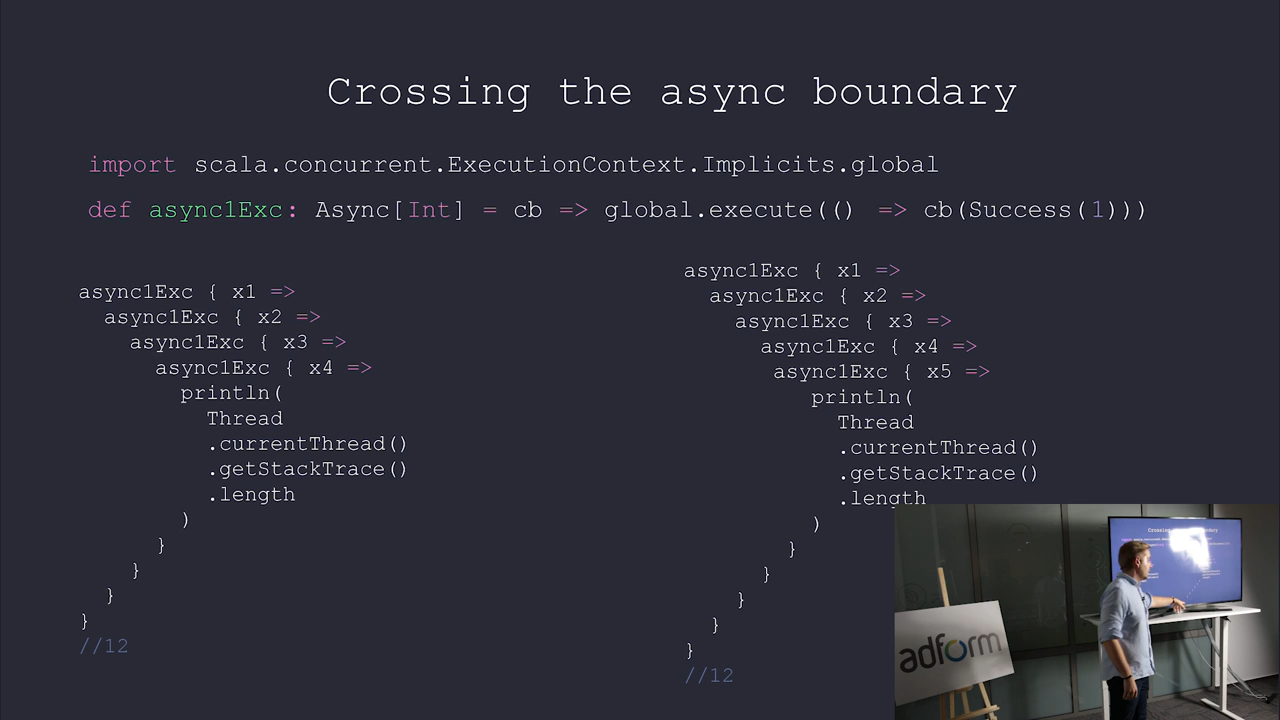 Crossing the async boundary
import scala.concurrent.ExecutionContext.Implicits.global
def async1Exc: Async[Int] = cb => global.execute(() => cb(Success(1)))
async1Exc { x1 =>
async1Exc { x2 =>
async1Exc { x3 =>
async1Exc { x4 =>
println(
Thread
.currentThread()
.getStackTrace()
.length
)
}
}
}
}
//12
async1Exc { x1 =>
async1Exc { x2 =>
async1Exc { x3 =>
async1Exc { x4 =>
async1Exc { x5 =>
println(
Thread
.currentThread()
.getStackTrace()
.length
)
}
}
}
}
}
//12
adform
Crossing
boundary